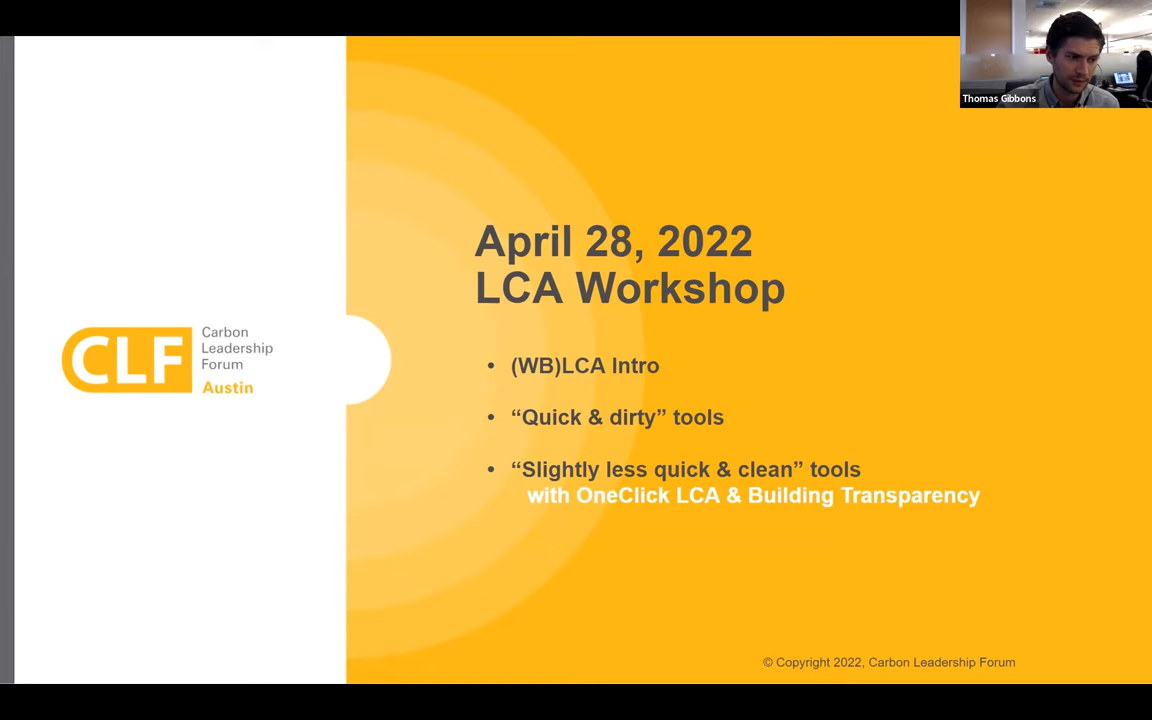 Thomas Gibbons
April 28, 2022
LCA Workshop
CLF
Carbon
Leadership
Forum
Austin
• (WB)LCA Intro
• “Quick & dirty” tools
• “Slightly less quick & clean” tools
with OneClick LCA & Building Transparency
© Copyright 2022, Carbon Leadership Forum